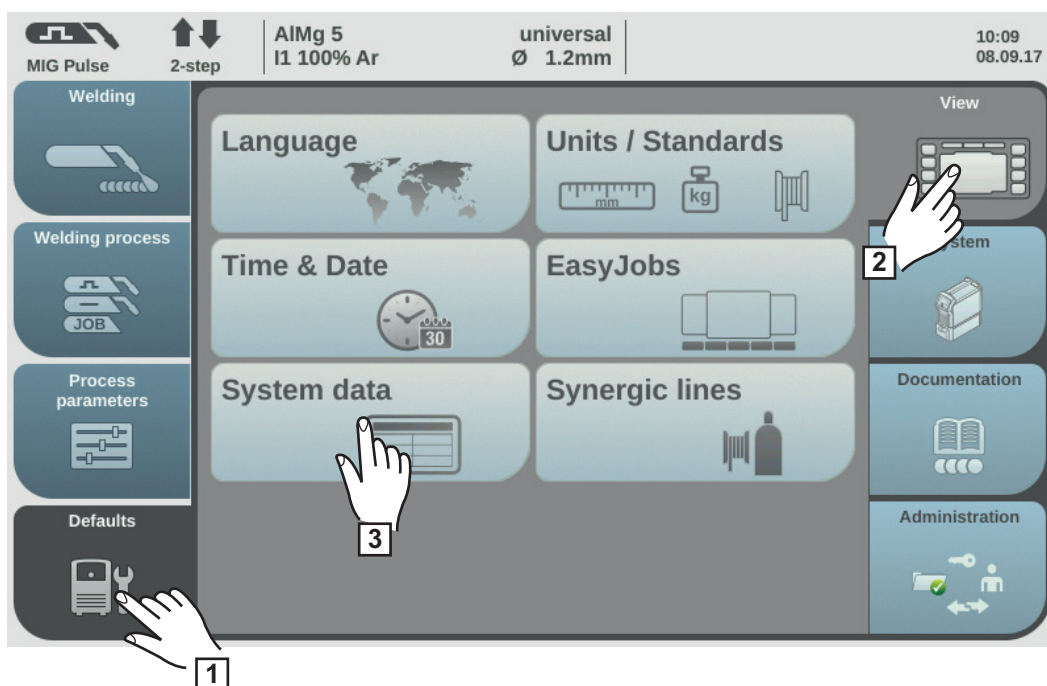 MIG Pulse
2-step
AlMg 5
I1 100% Ar
universal
Ø 1.2mm
10:09
08.09.17
Welding
Welding process
JOB
Process
parameters
Defaults
1
Language
Units / Standards
mm
kg
Time & Date
30
EasyJobs
System data
3
Synergic lines
View
2
stem
Documentation
Administration